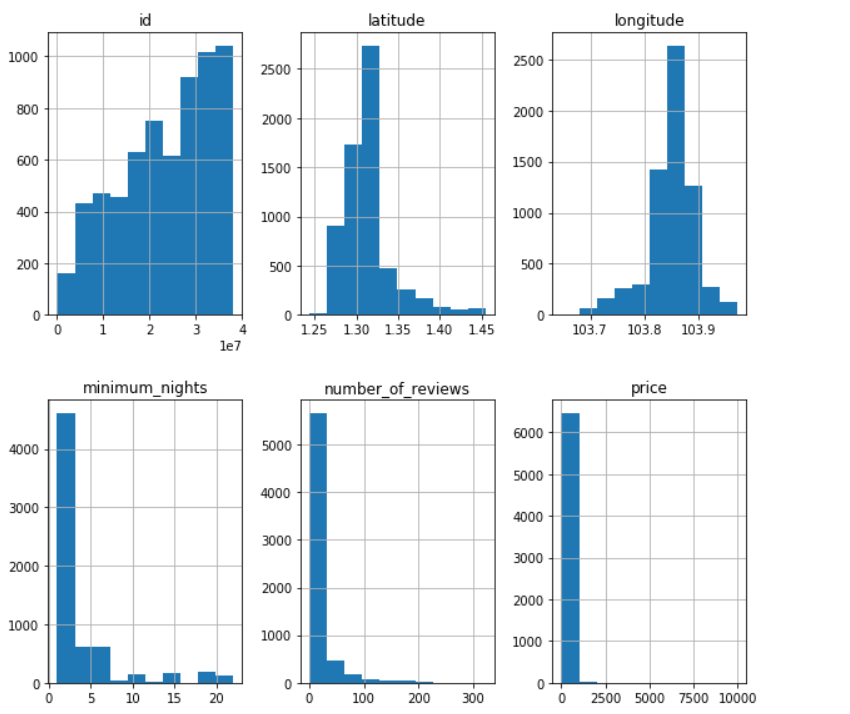 id
1000
800
600
400
200
0
0 1 2 3 4
1e7
latitude
2500
2000
1500
1000
500
0
1.25 1.30 1.35 1.40 1.45
longitude
2500
2000
1500
1000
500
0
103.7 103.8 103.9
minimum_nights
4000
3000
2000
1000
0
0 5 10 15 20
number_of_reviews
5000
4000
3000
2000
1000
0
0 100 200 300
price
6000
5000
4000
3000
2000
1000
0
0 2500 5000 7500 10000